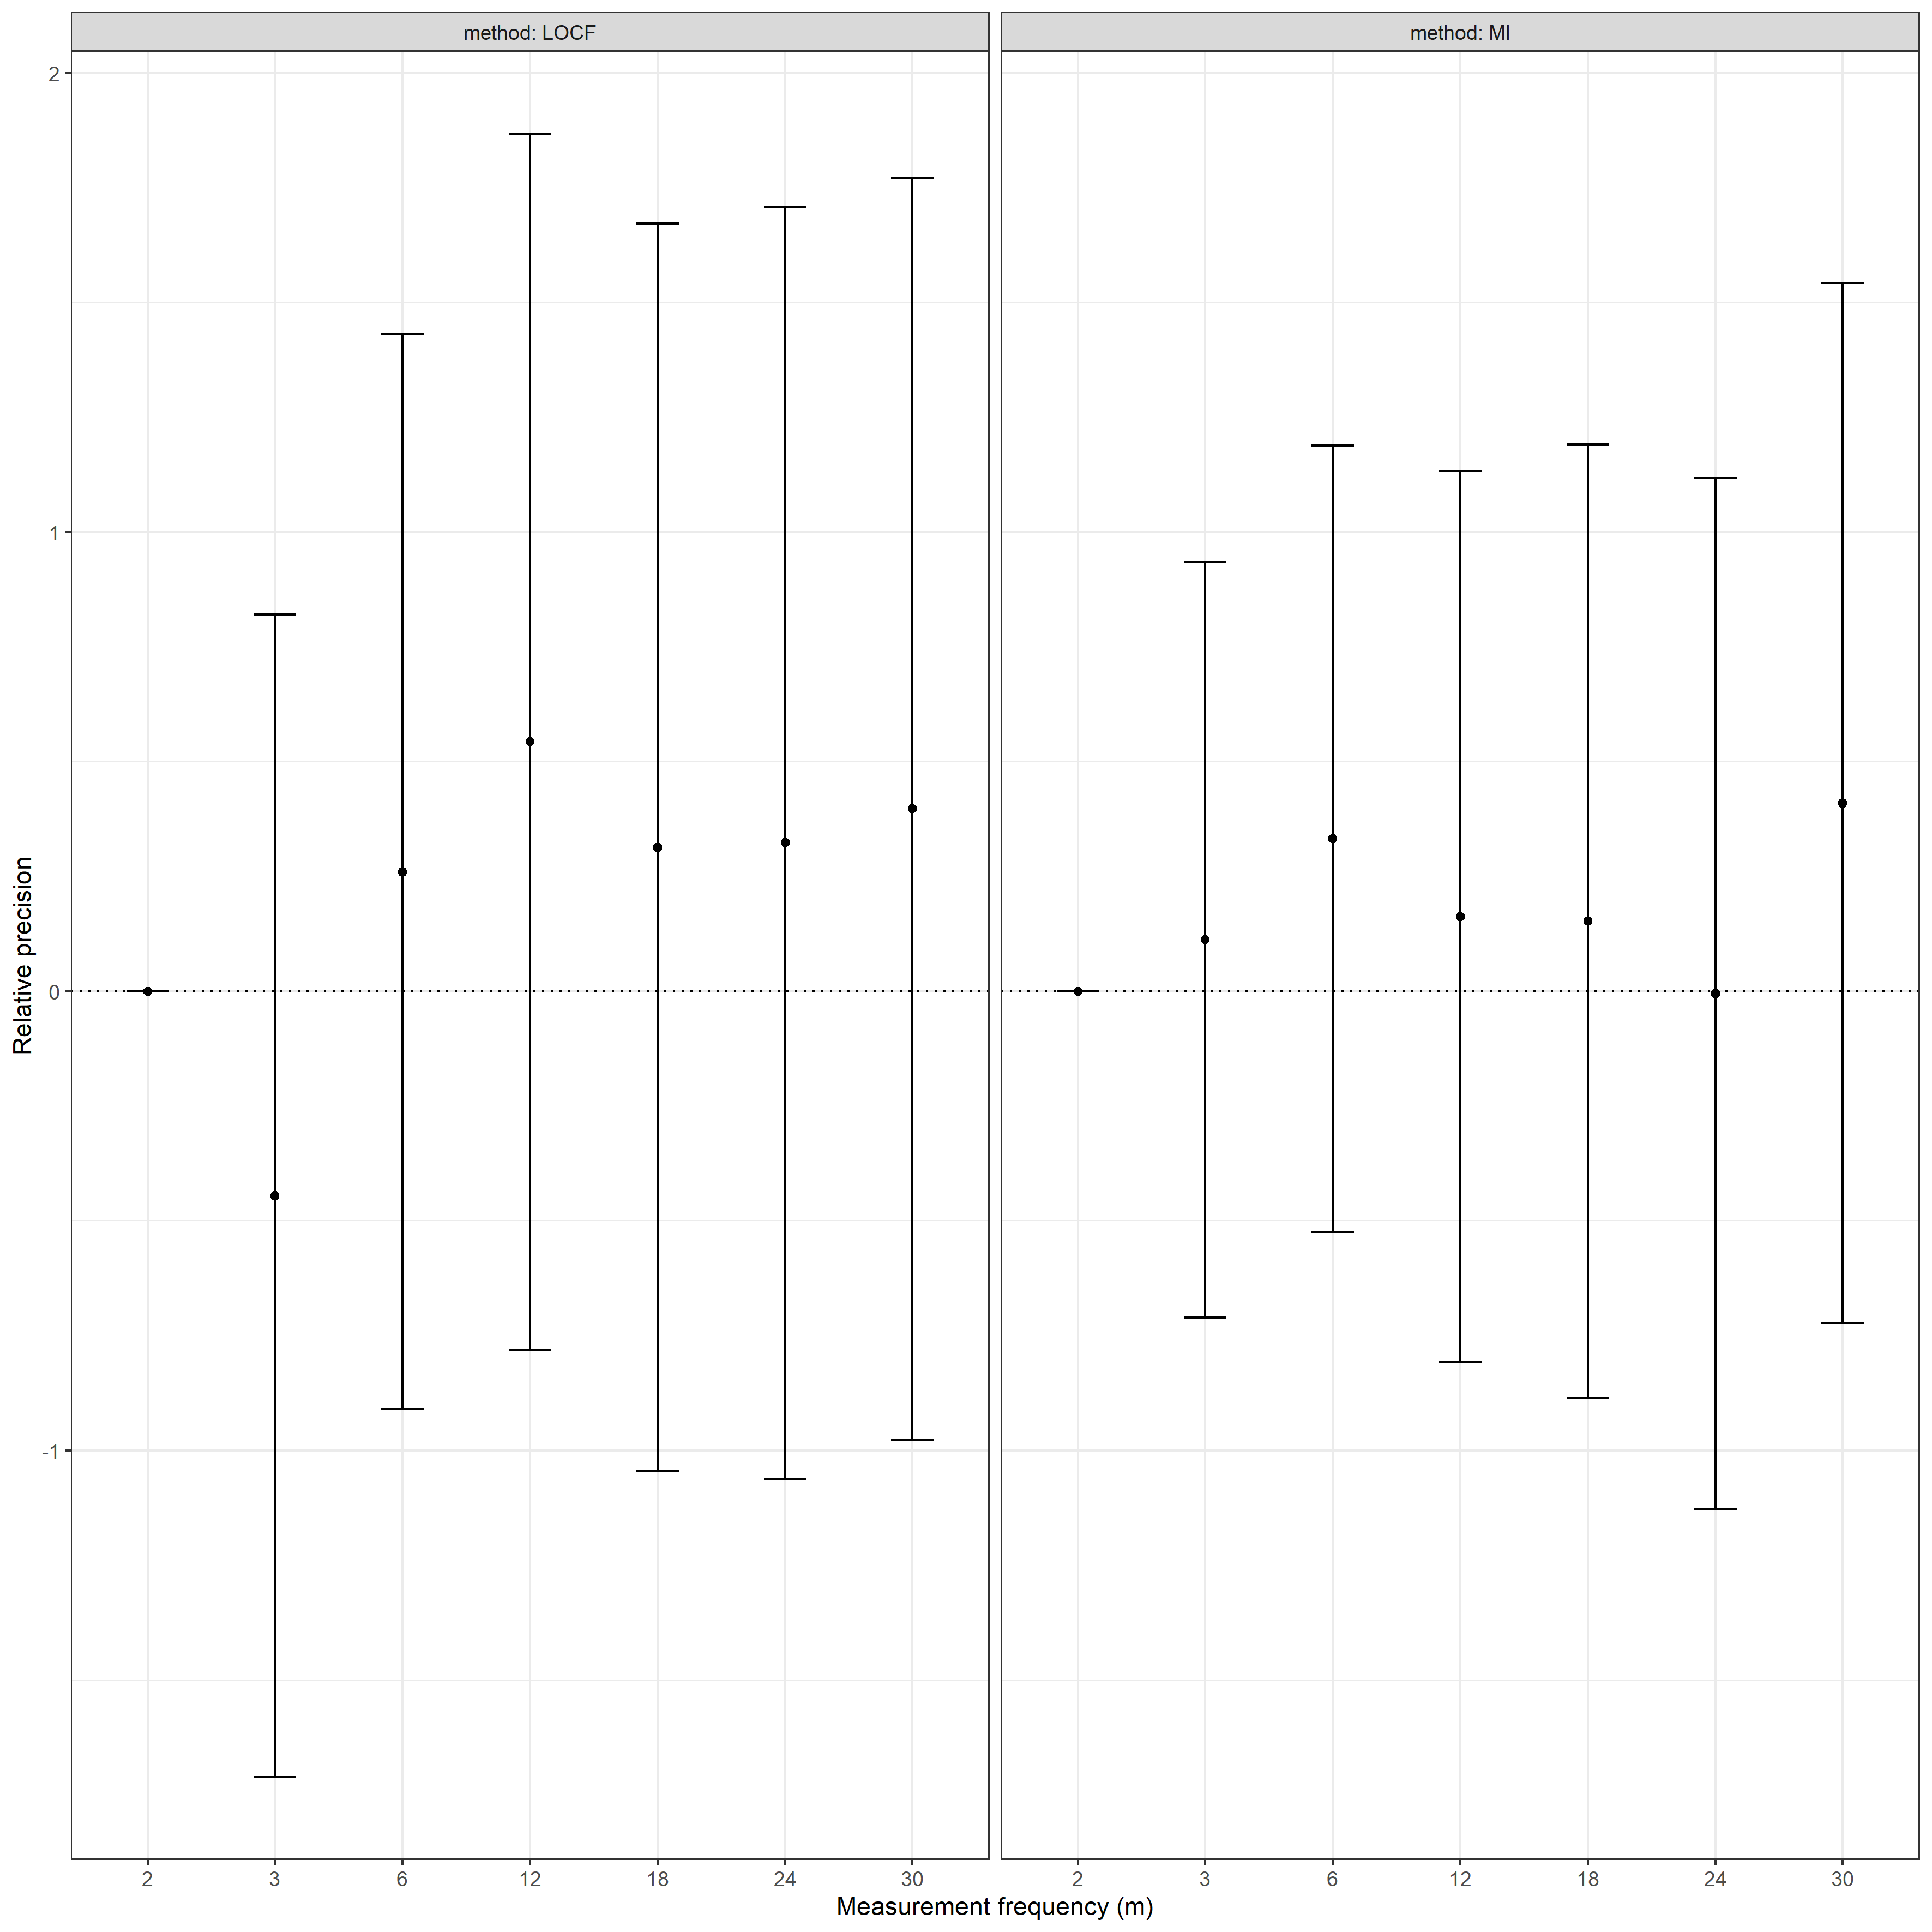 method: LOCF
method: MI
2
1
0
-1
Relative precision
2 3 6 12 18 24 30
2 3 6 12 18 24 30
Measurement frequency (m)